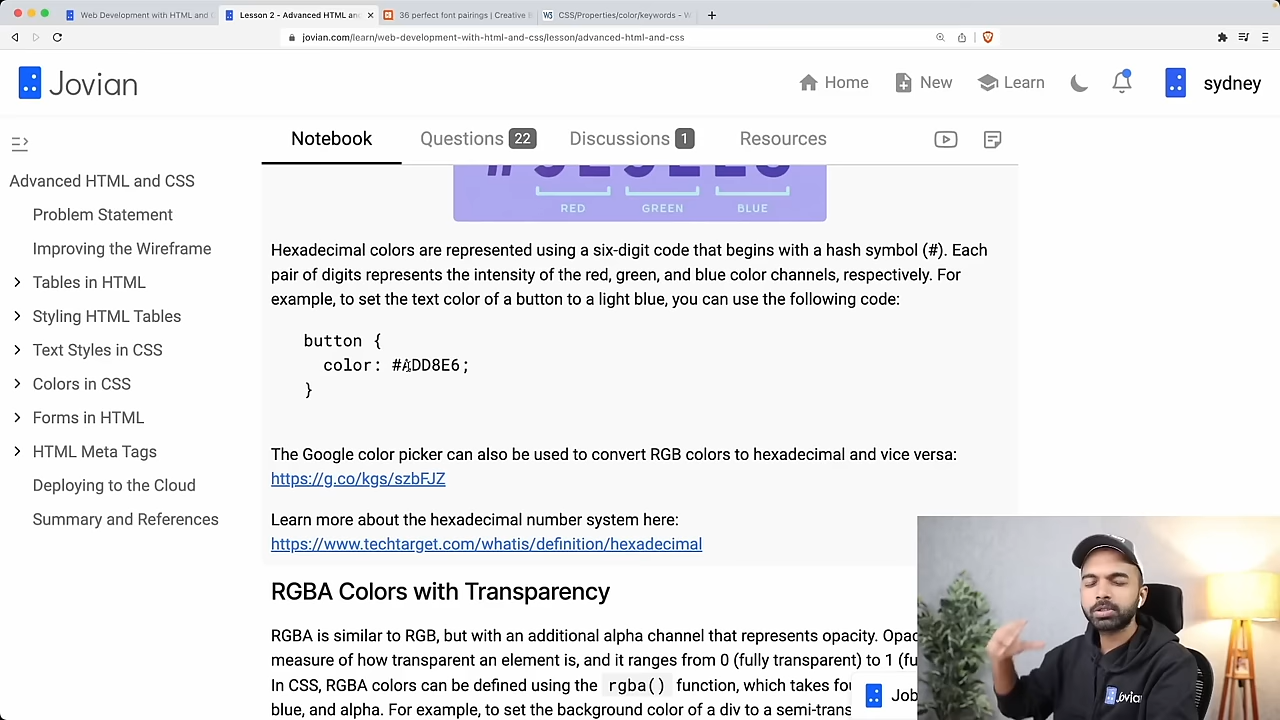 Web Development with HTML and
Lesson 2 - Advanced HTML an
36 perfect font pairings | Creative
CSS/Properties/color/keywords - W
jovian.com/learn/web-development-with-html-and-css/lesson/advanced-html-and-css
Jovian
Home
New
Learn
sydney
Notebook
Questions 22
Discussions 1
Resources
Advanced HTML and CSS
Problem Statement
Improving the Wireframe
Tables in HTML
Styling HTML Tables
Text Styles in CSS
Colors in CSS
Forms in HTML
HTML Meta Tags
Deploying to the Cloud
Summary and References
RED GREEN BLUE
Hexadecimal colors are represented using a six-digit code that begins with a hash symbol (#). Each
pair of digits represents the intensity of the red, green, and blue color channels, respectively. For
example, to set the text color of a button to a light blue, you can use the following code:
button {
color: #ADD8E6;
}
The Google color picker can also be used to convert RGB colors to hexadecimal and vice versa:
https://g.co/kgs/szbFJZ
Learn more about the hexadecimal number system here:
https://www.techtarget.com/whatis/definition/hexadecimal
RGBA Colors with Transparency
RGBA is similar to RGB, but with an additional alpha channel that represents opacity. Opac
measure of how transparent an element is, and it ranges from 0 (fully transparent) to 1 (fu
In CSS, RGBA colors can be defined using the rgba() function, which takes fou
blue, and alpha. For example, to set the background color of a div to a semi-trans
Job
Jovian